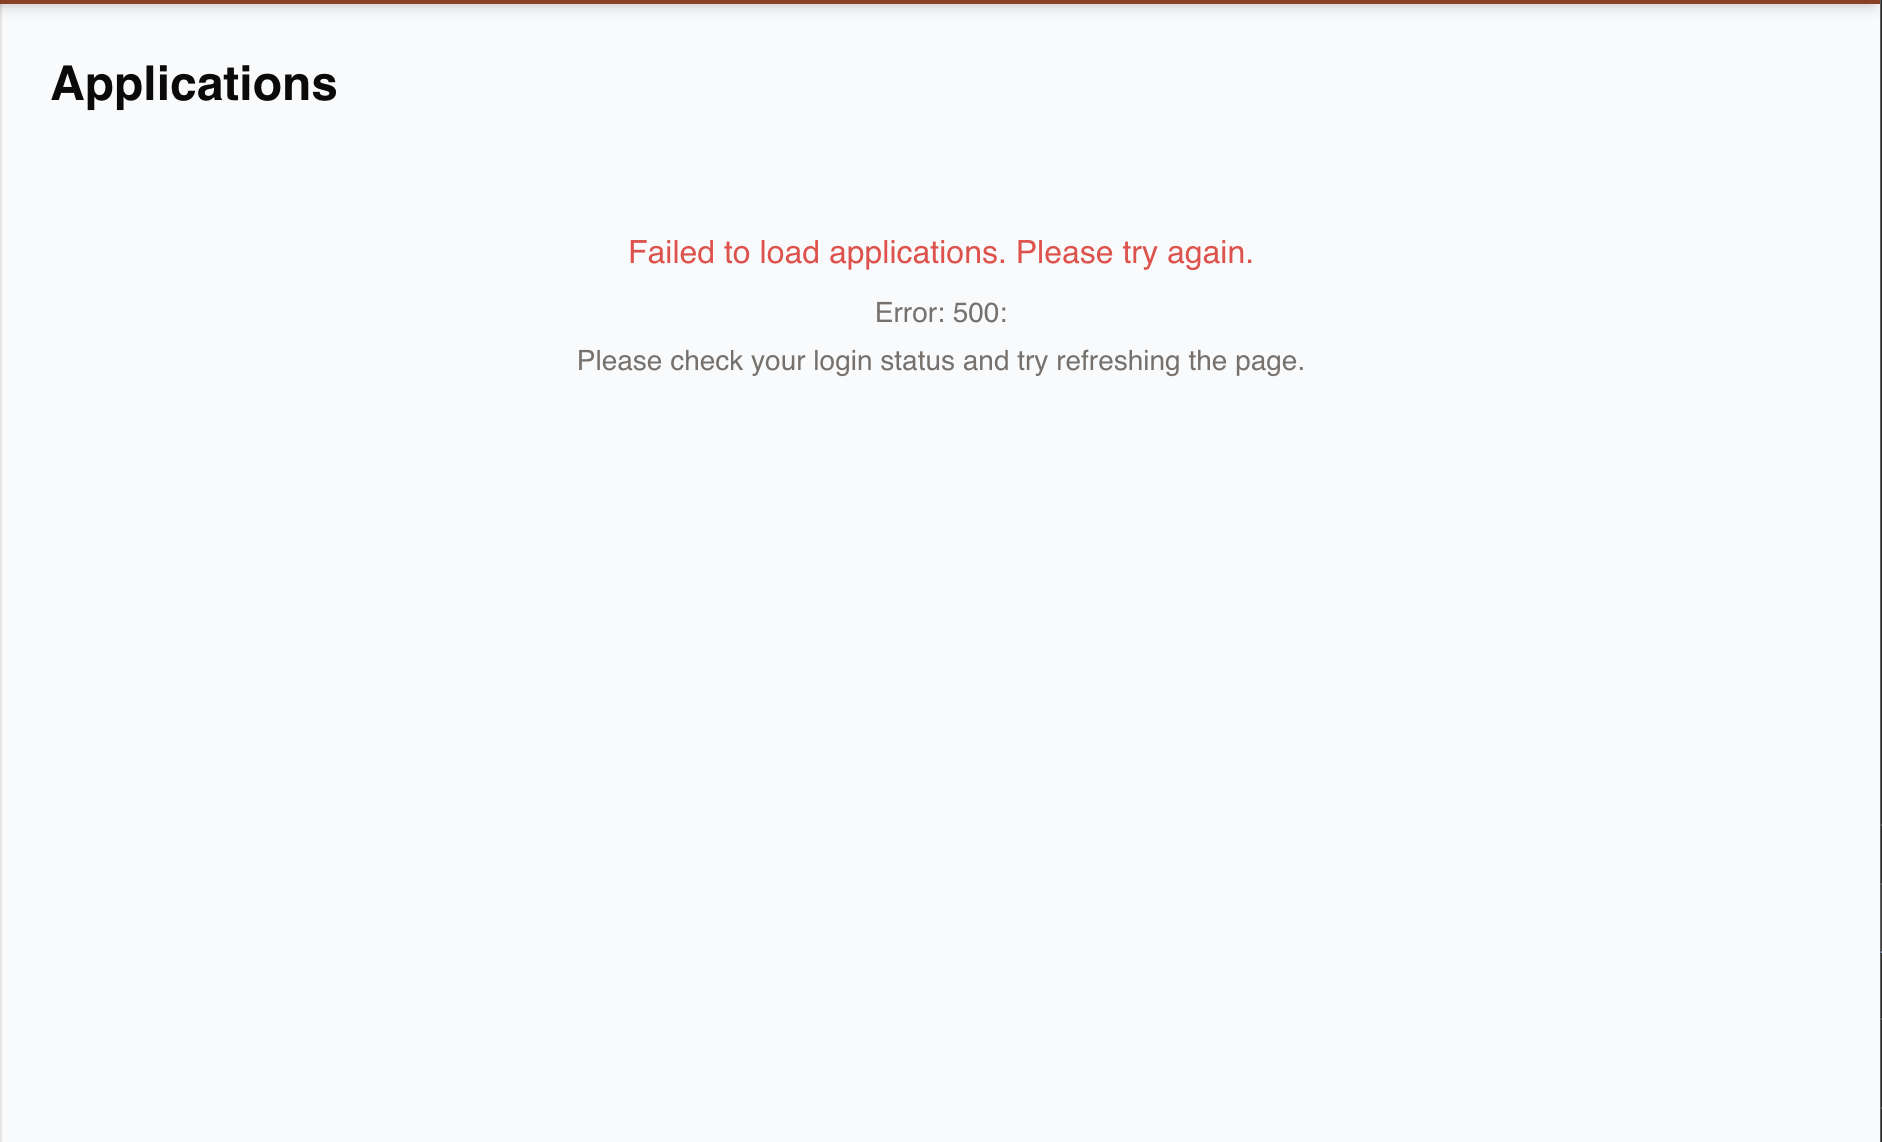 Applications
Failed to load applications. Please try again.
Error: 500:
Please check your login status and try refreshing the page.